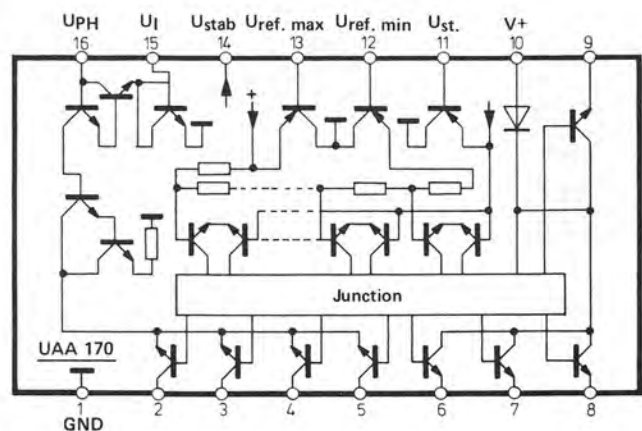 UPH UI Ustab Uref. max Uref. min Ust. V+
16 15 14 13 12 11 10 9
+
Junction
UAA 170
1 2 3 4 5 6 7 8
GND